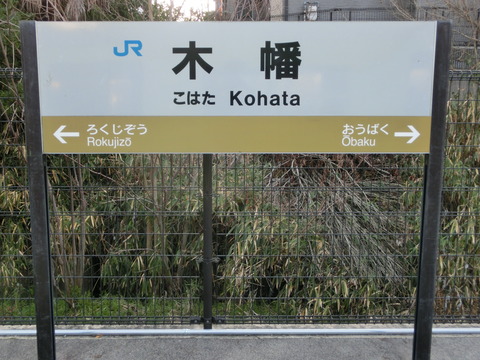 JR 木幡
こはた Kohata
← ろくじぞう おうばく →
Rokujizō Ōbaku